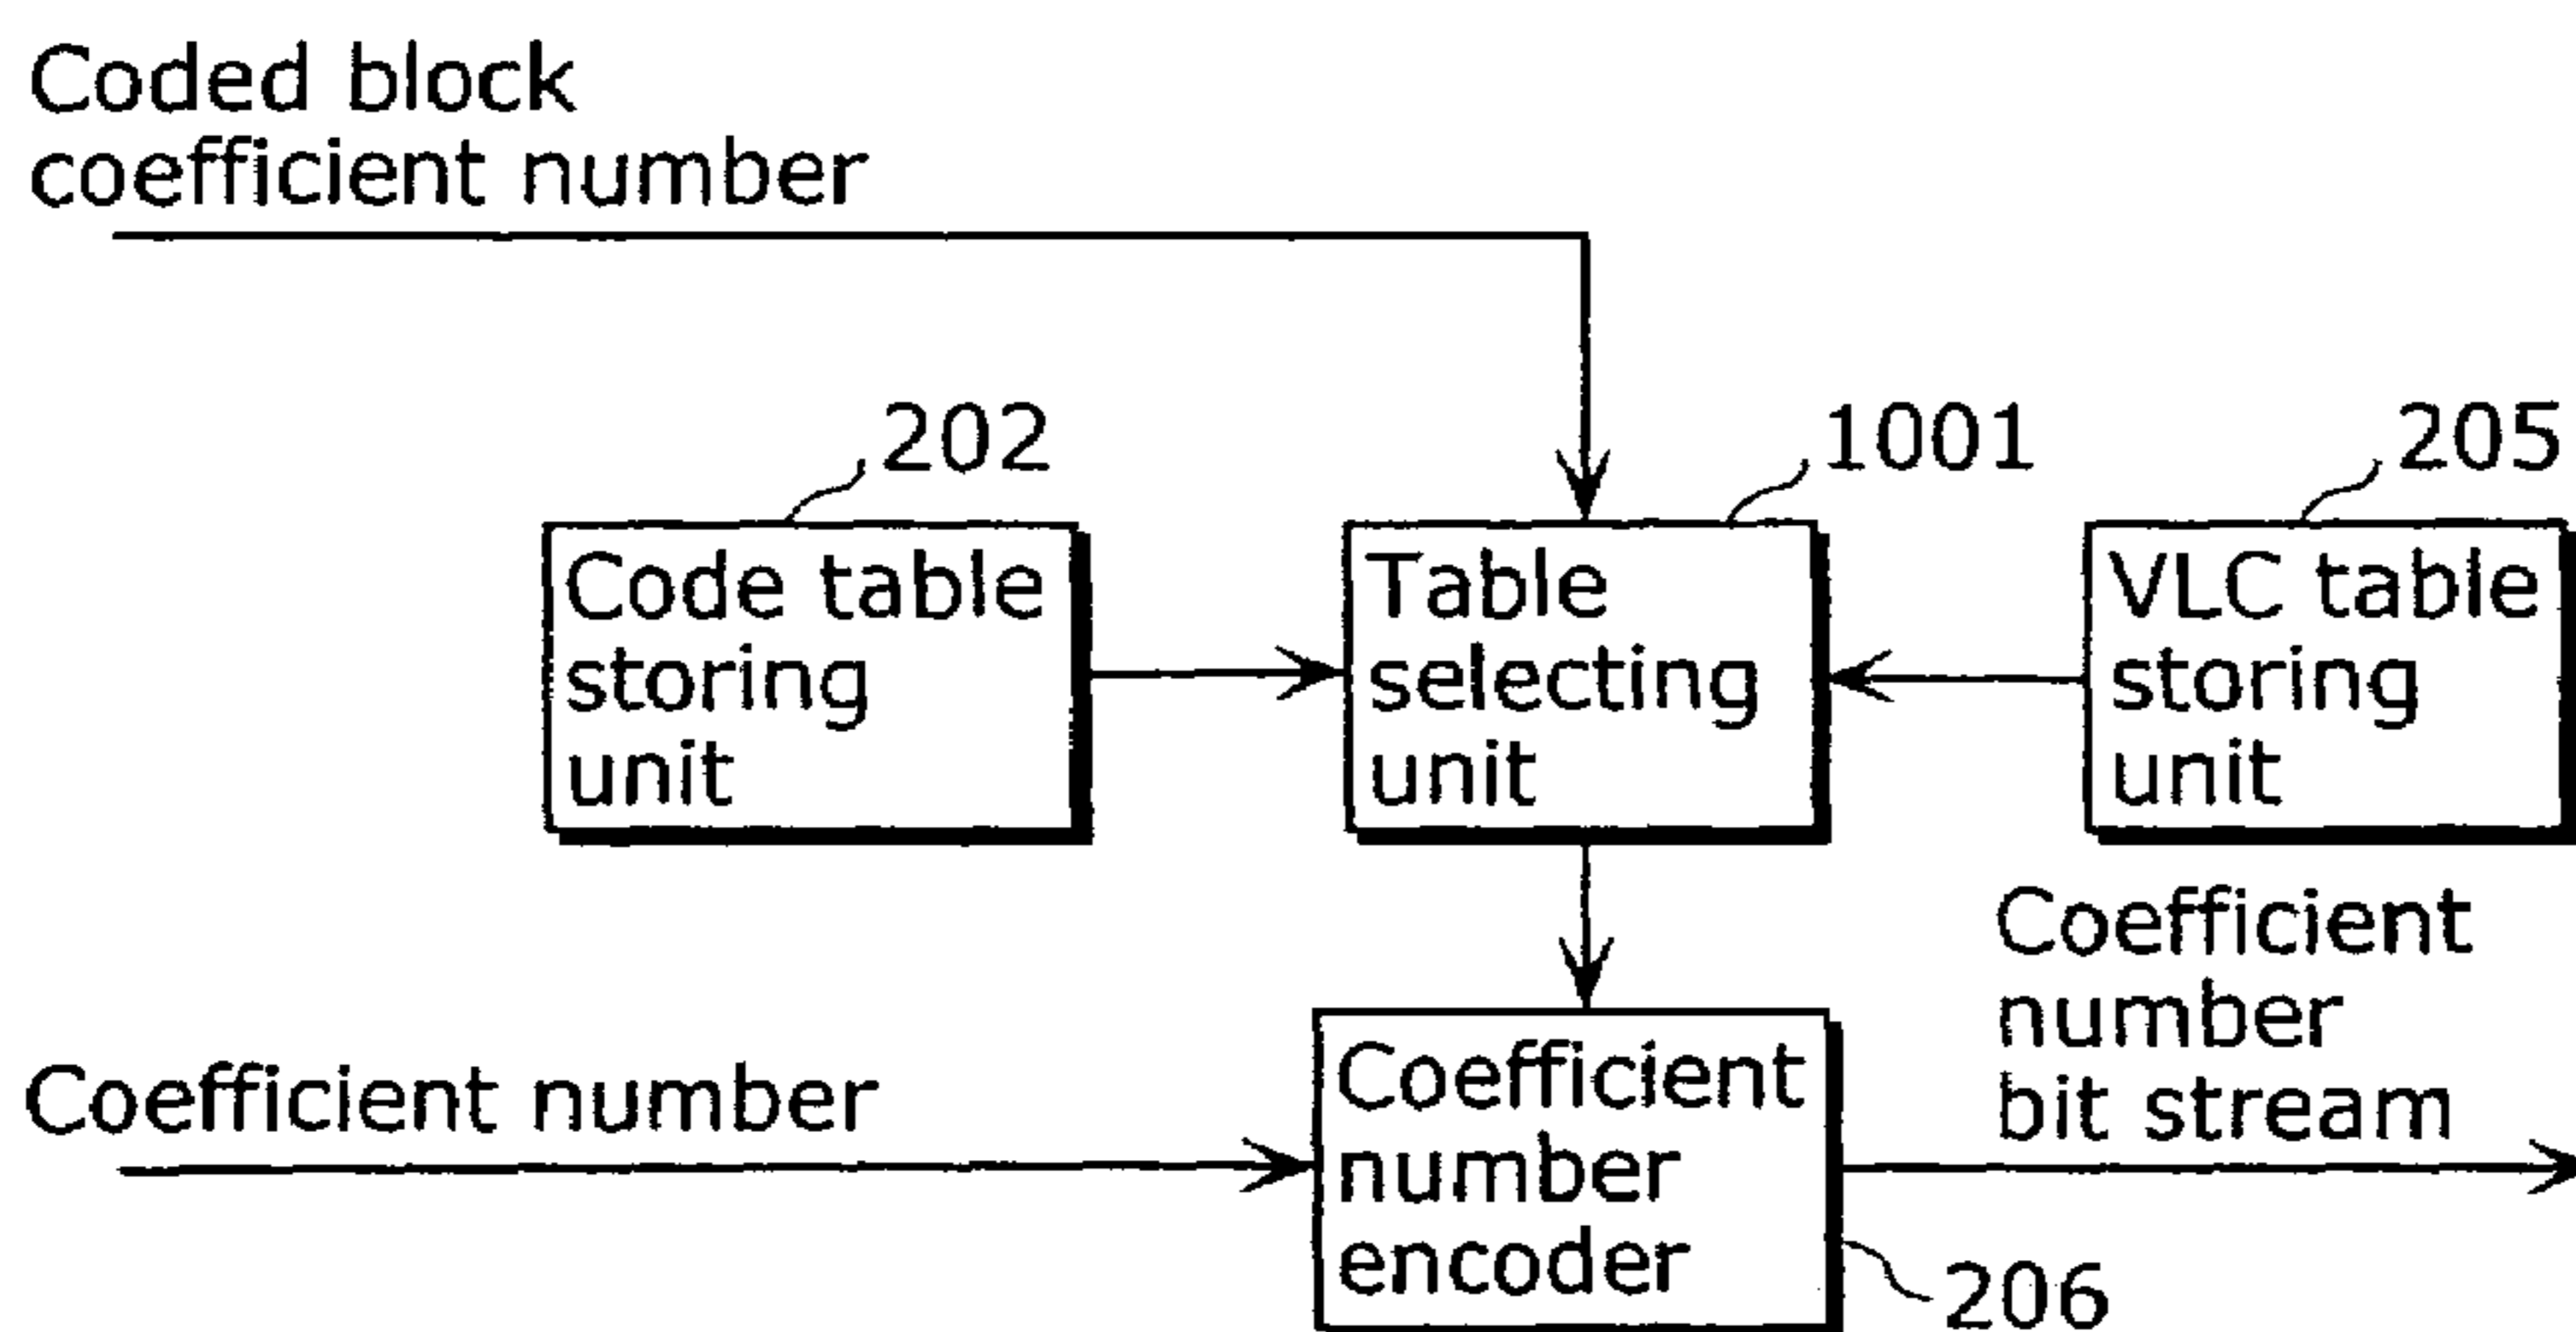 Coded block
coefficient number
202
1001
205
Code table
storing
unit
Table
selecting
unit
VLC table
storing
unit
Coefficient number
Coefficient
number
encoder
Coefficient
number
bit stream
206